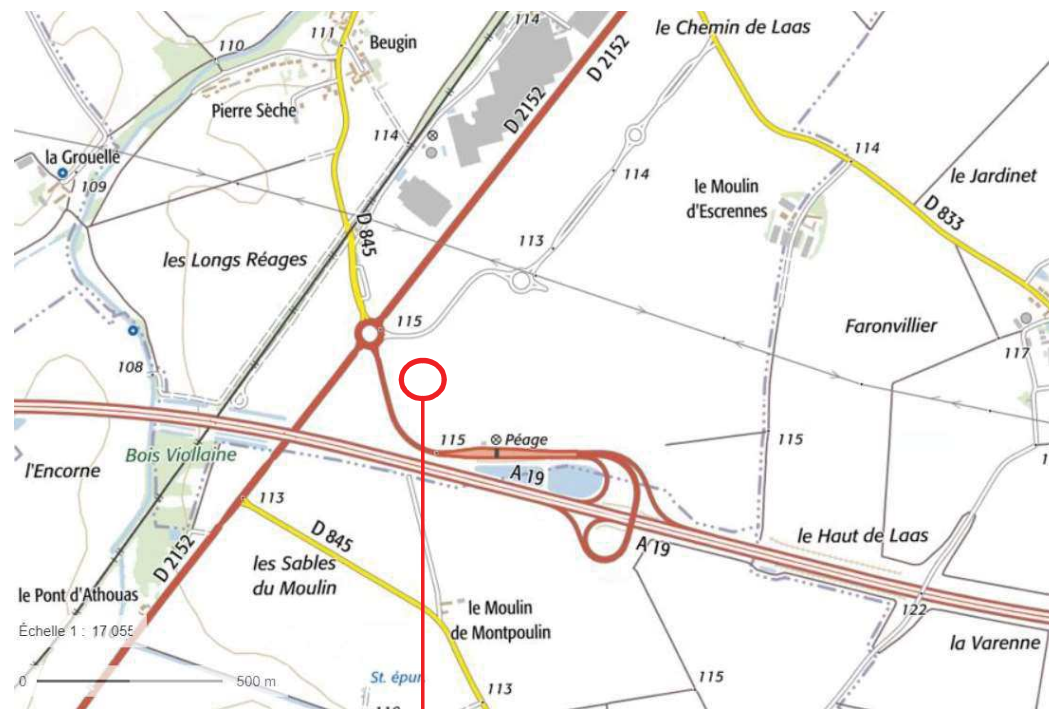 114
le Chemin de Laas
111
Beugin
110
D 2152
D 2152
Pierre Sèche
114
la Grouelle
109
114
114
le Jardinet
le Moulin
d'Escrennes
D 833
D 845
113
les Longs Réages
115
Faronvillier
117
108
115
Péage
115
Bois Viollaine
l'Encorne
A 19
113
D 845
A 19
le Haut de Laas
D 2152
les Sables
du Moulin
le Pont d'Athouas
le Moulin
de Montpoulin
122
Échelle 1 : 17 055
la Varenne
0
500 m
St. épur
115
113